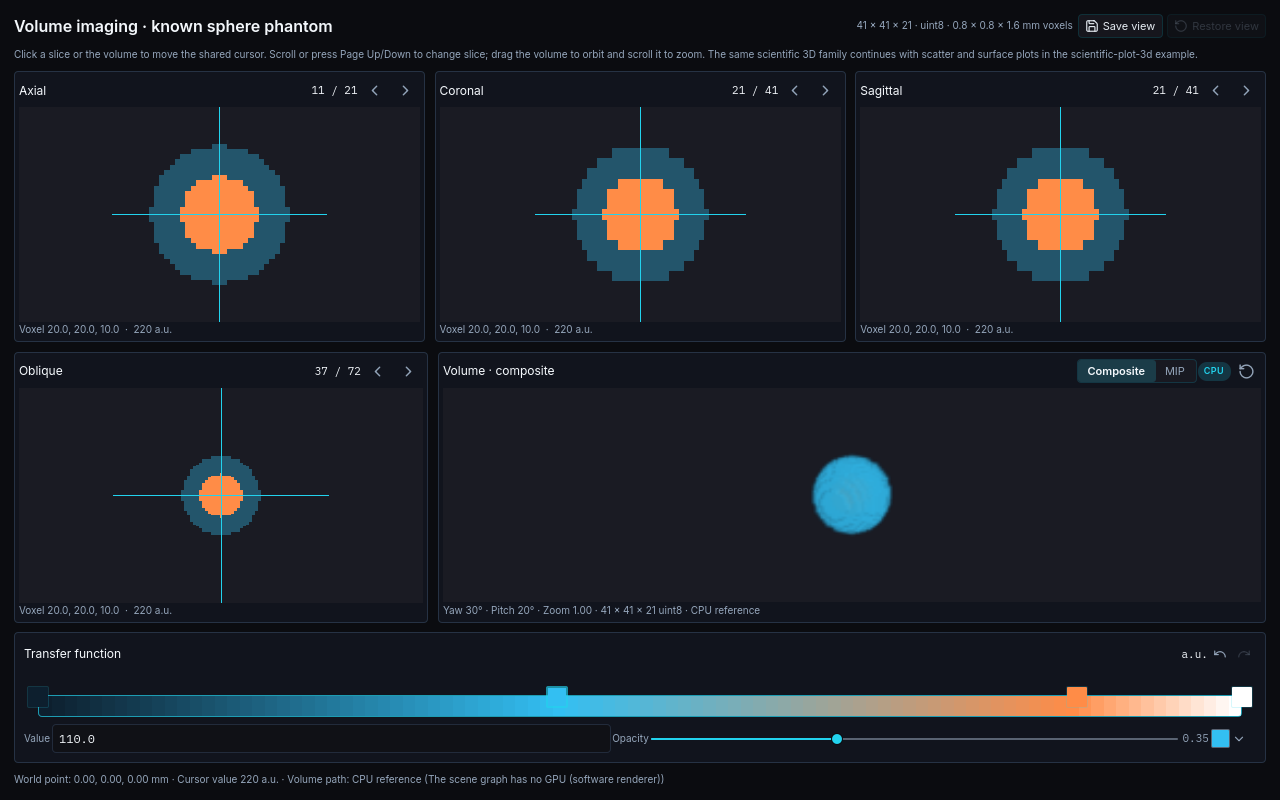 Volume imaging · known sphere phantom
41 × 41 × 21 · uint8 · 0.8 × 0.8 × 1.6 mm voxels
Save view
Restore view
Click a slice or the volume to move the shared cursor. Scroll or press Page Up/Down to change slice; drag the volume to orbit and scroll it to zoom. The same scientific 3D family continues with scatter and surface plots in the scientific-plot-3d example.
Axial
11 / 21
Coronal
21 / 41
Sagittal
21 / 41
Voxel 20.0, 20.0, 10.0 · 220 a.u.
Voxel 20.0, 20.0, 10.0 · 220 a.u.
Voxel 20.0, 20.0, 10.0 · 220 a.u.
Oblique
37 / 72
Volume · composite
Composite
MIP
CPU
Voxel 20.0, 20.0, 10.0 · 220 a.u.
Yaw 30° · Pitch 20° · Zoom 1.00 · 41 × 41 × 21 uint8 · CPU reference
Transfer function
a.u.
Value
110.0
Opacity
0.35
World point: 0.00, 0.00, 0.00 mm · Cursor value 220 a.u. · Volume path: CPU reference (The scene graph has no GPU (software renderer))